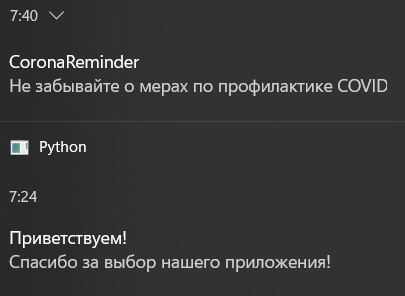 7:40
CoronaReminder
Не забывайте о мерах по профилактике COVID
Python
7:24
Приветствуем!
Спасибо за выбор нашего приложения!